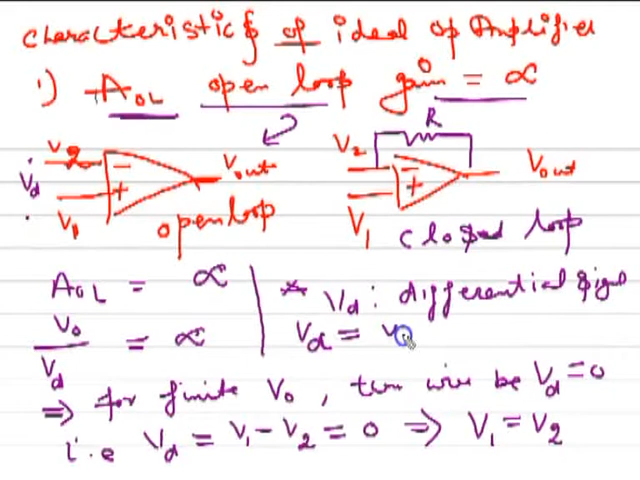 characteristic of ideal op Amplifier
1) AOL open loop gain = ∝
R
V2 V2
Vd − Vout − Vout
+ +
V1 open loop V1 closed loop
AOL = ∝ * Vd : differential signal
Vo/Vd = ∝ Vd = v
⇒ for finite Vo, there will be Vd = 0
i.e Vd = V1 − V2 = 0 ⇒ V1 = V2